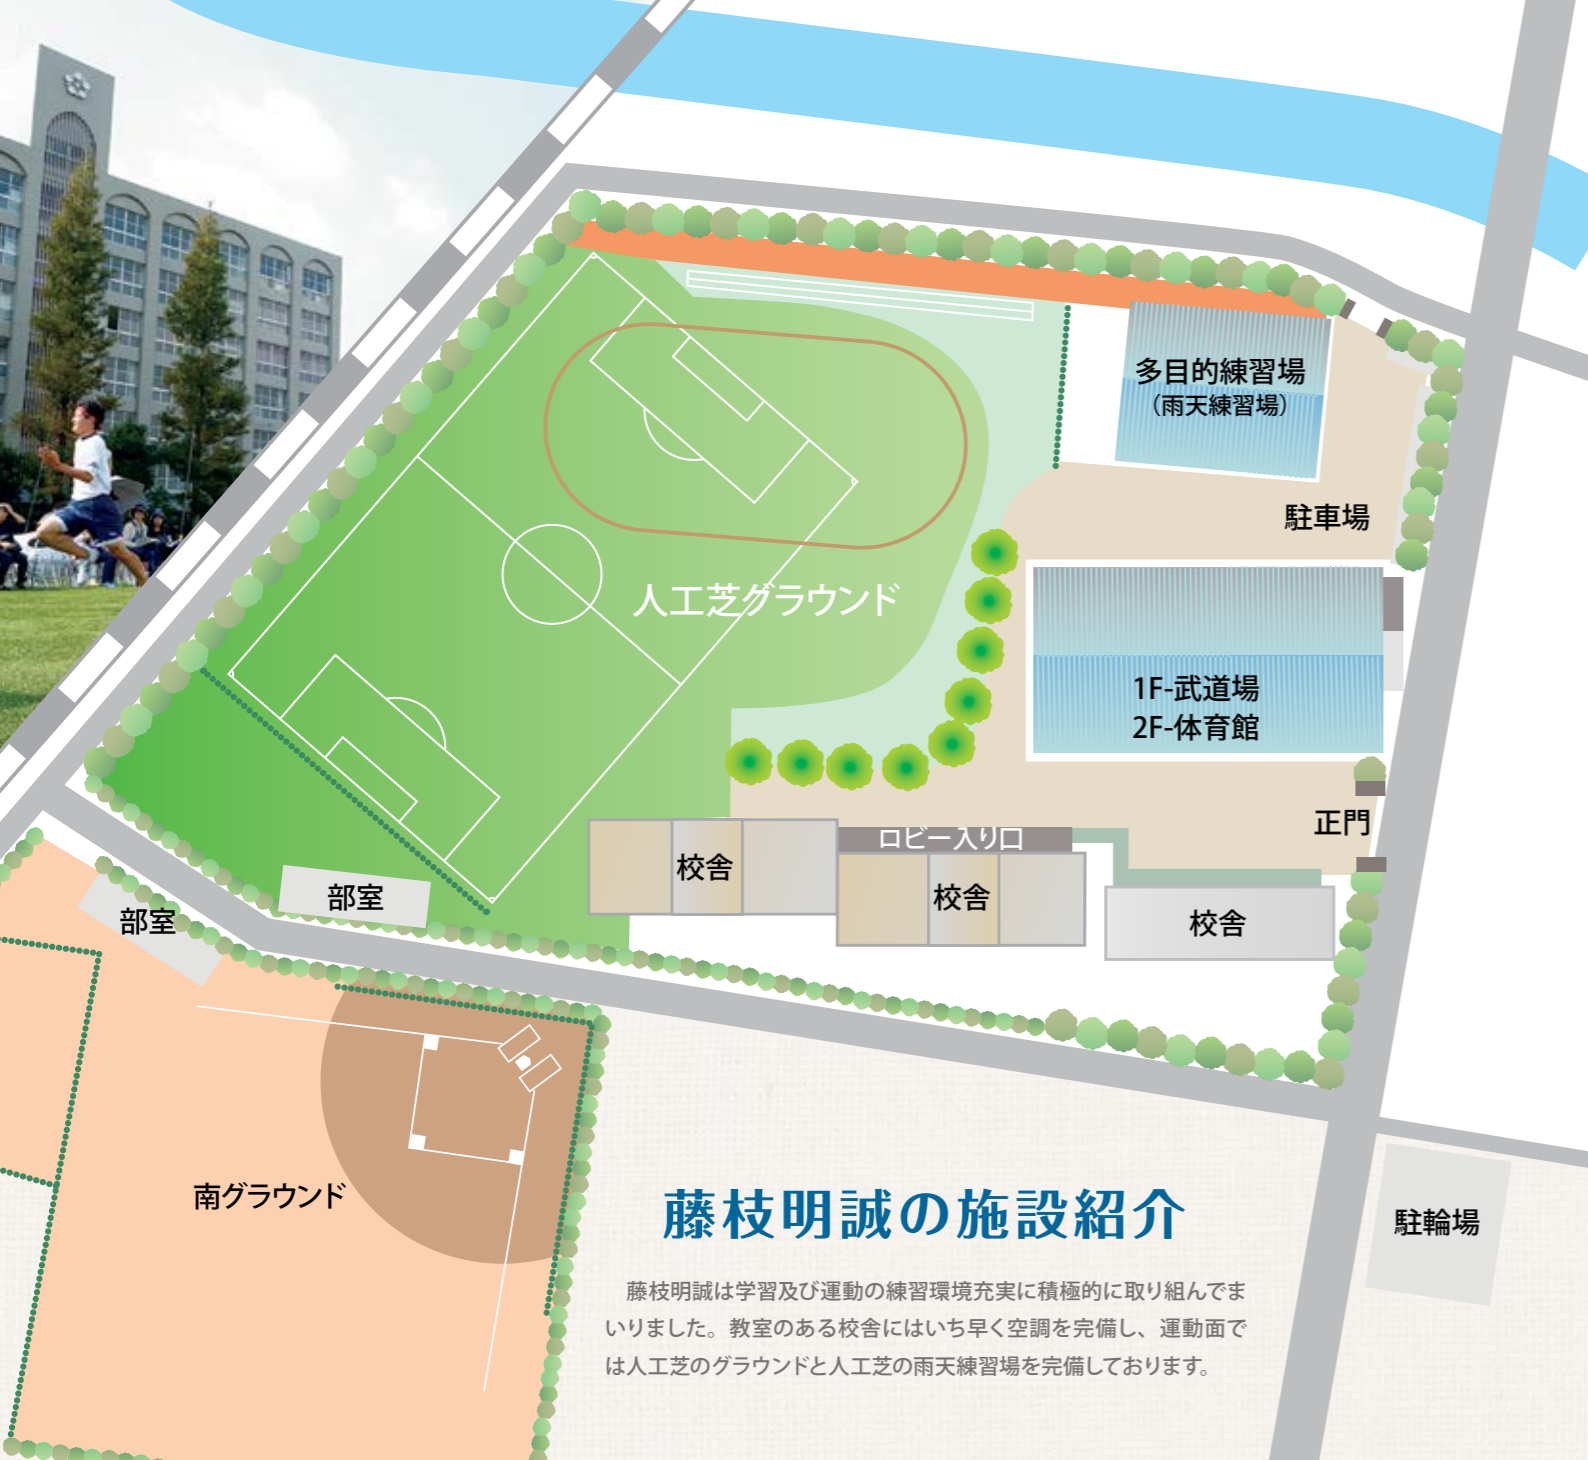 多目的練習場
（雨天練習場）
駐車場
人工芝グラウンド
1F-武道場
2F-体育館
正門
ロビー入り口
校舎
校舎
校舎
部室
部室
南グラウンド
藤枝明誠の施設紹介
駐輪場
藤枝明誠は学習及び運動の練習環境充実に積極的に取り組んでま
いりました。教室のある校舎にはいち早く空調を完備し、運動面で
は人工芝のグラウンドと人工芝の雨天練習場を完備しております。